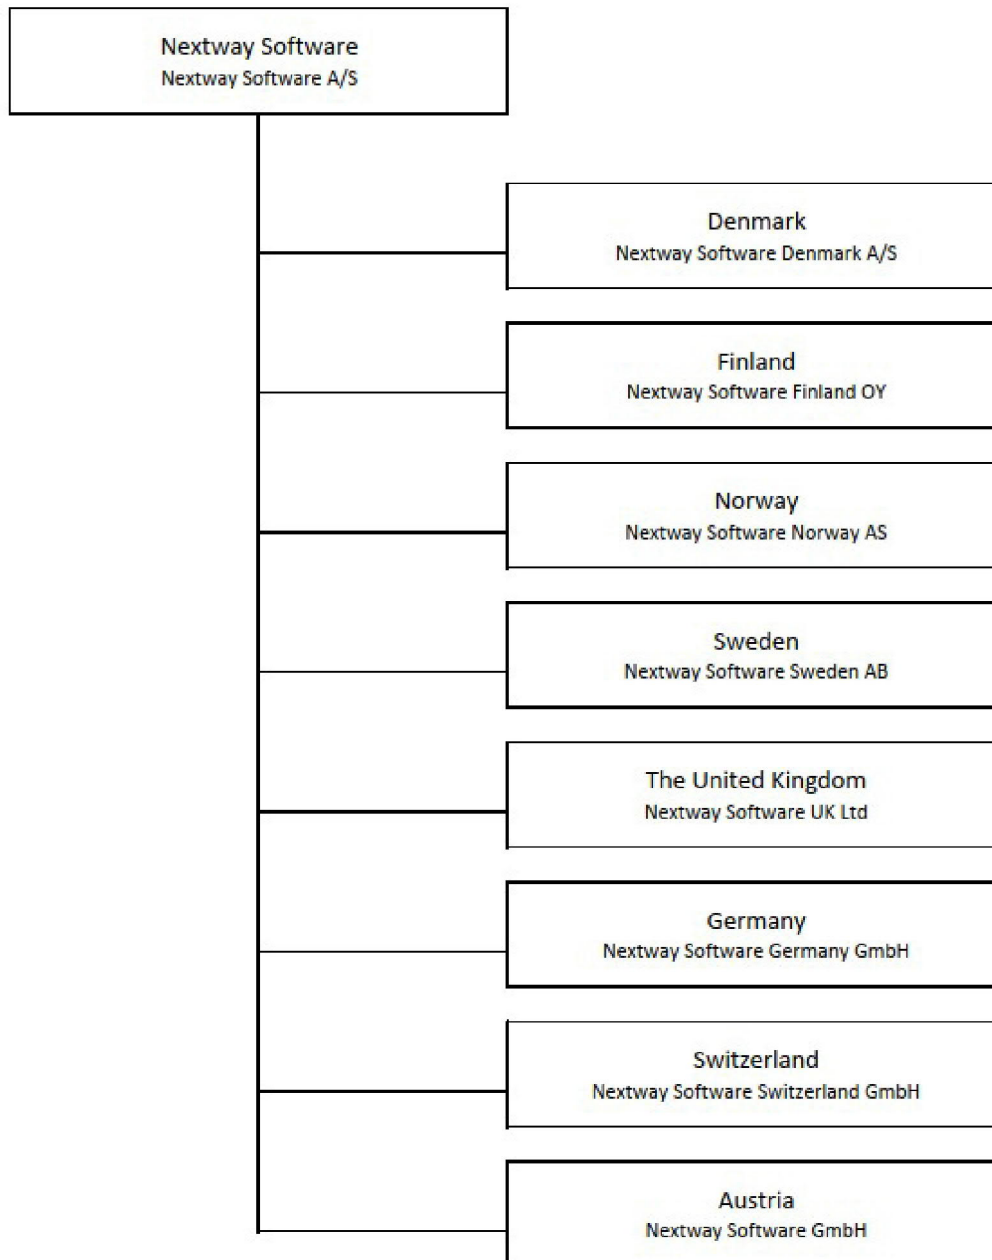 Nextway Software
Nextway Software A/S
Denmark
Nextway Software Denmark A/S
Finland
Nextway Software Finland OY
Norway
Nextway Software Norway AS
Sweden
Nextway Software Sweden AB
The United Kingdom
Nextway Software UK Ltd
Germany
Nextway Software Germany GmbH
Switzerland
Nextway Software Switzerland GmbH
Austria
Nextway Software GmbH